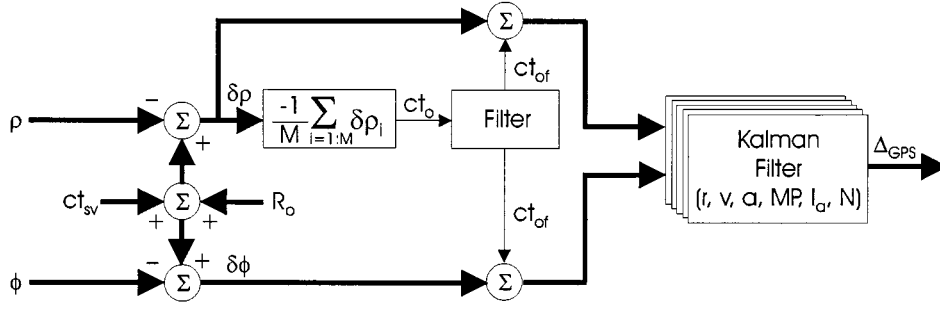 Σ
ct_of
δρ
-1/M Σ_{i=1:M} δρ_i
ct_o
Filter
ρ
−
Σ
+
Kalman
Filter
(r, v, a, MP, I_a, N)
Δ_GPS
ct_sv
+
Σ
+
R_o
+
+
ct_of
−
+
ϕ
Σ
δϕ
Σ